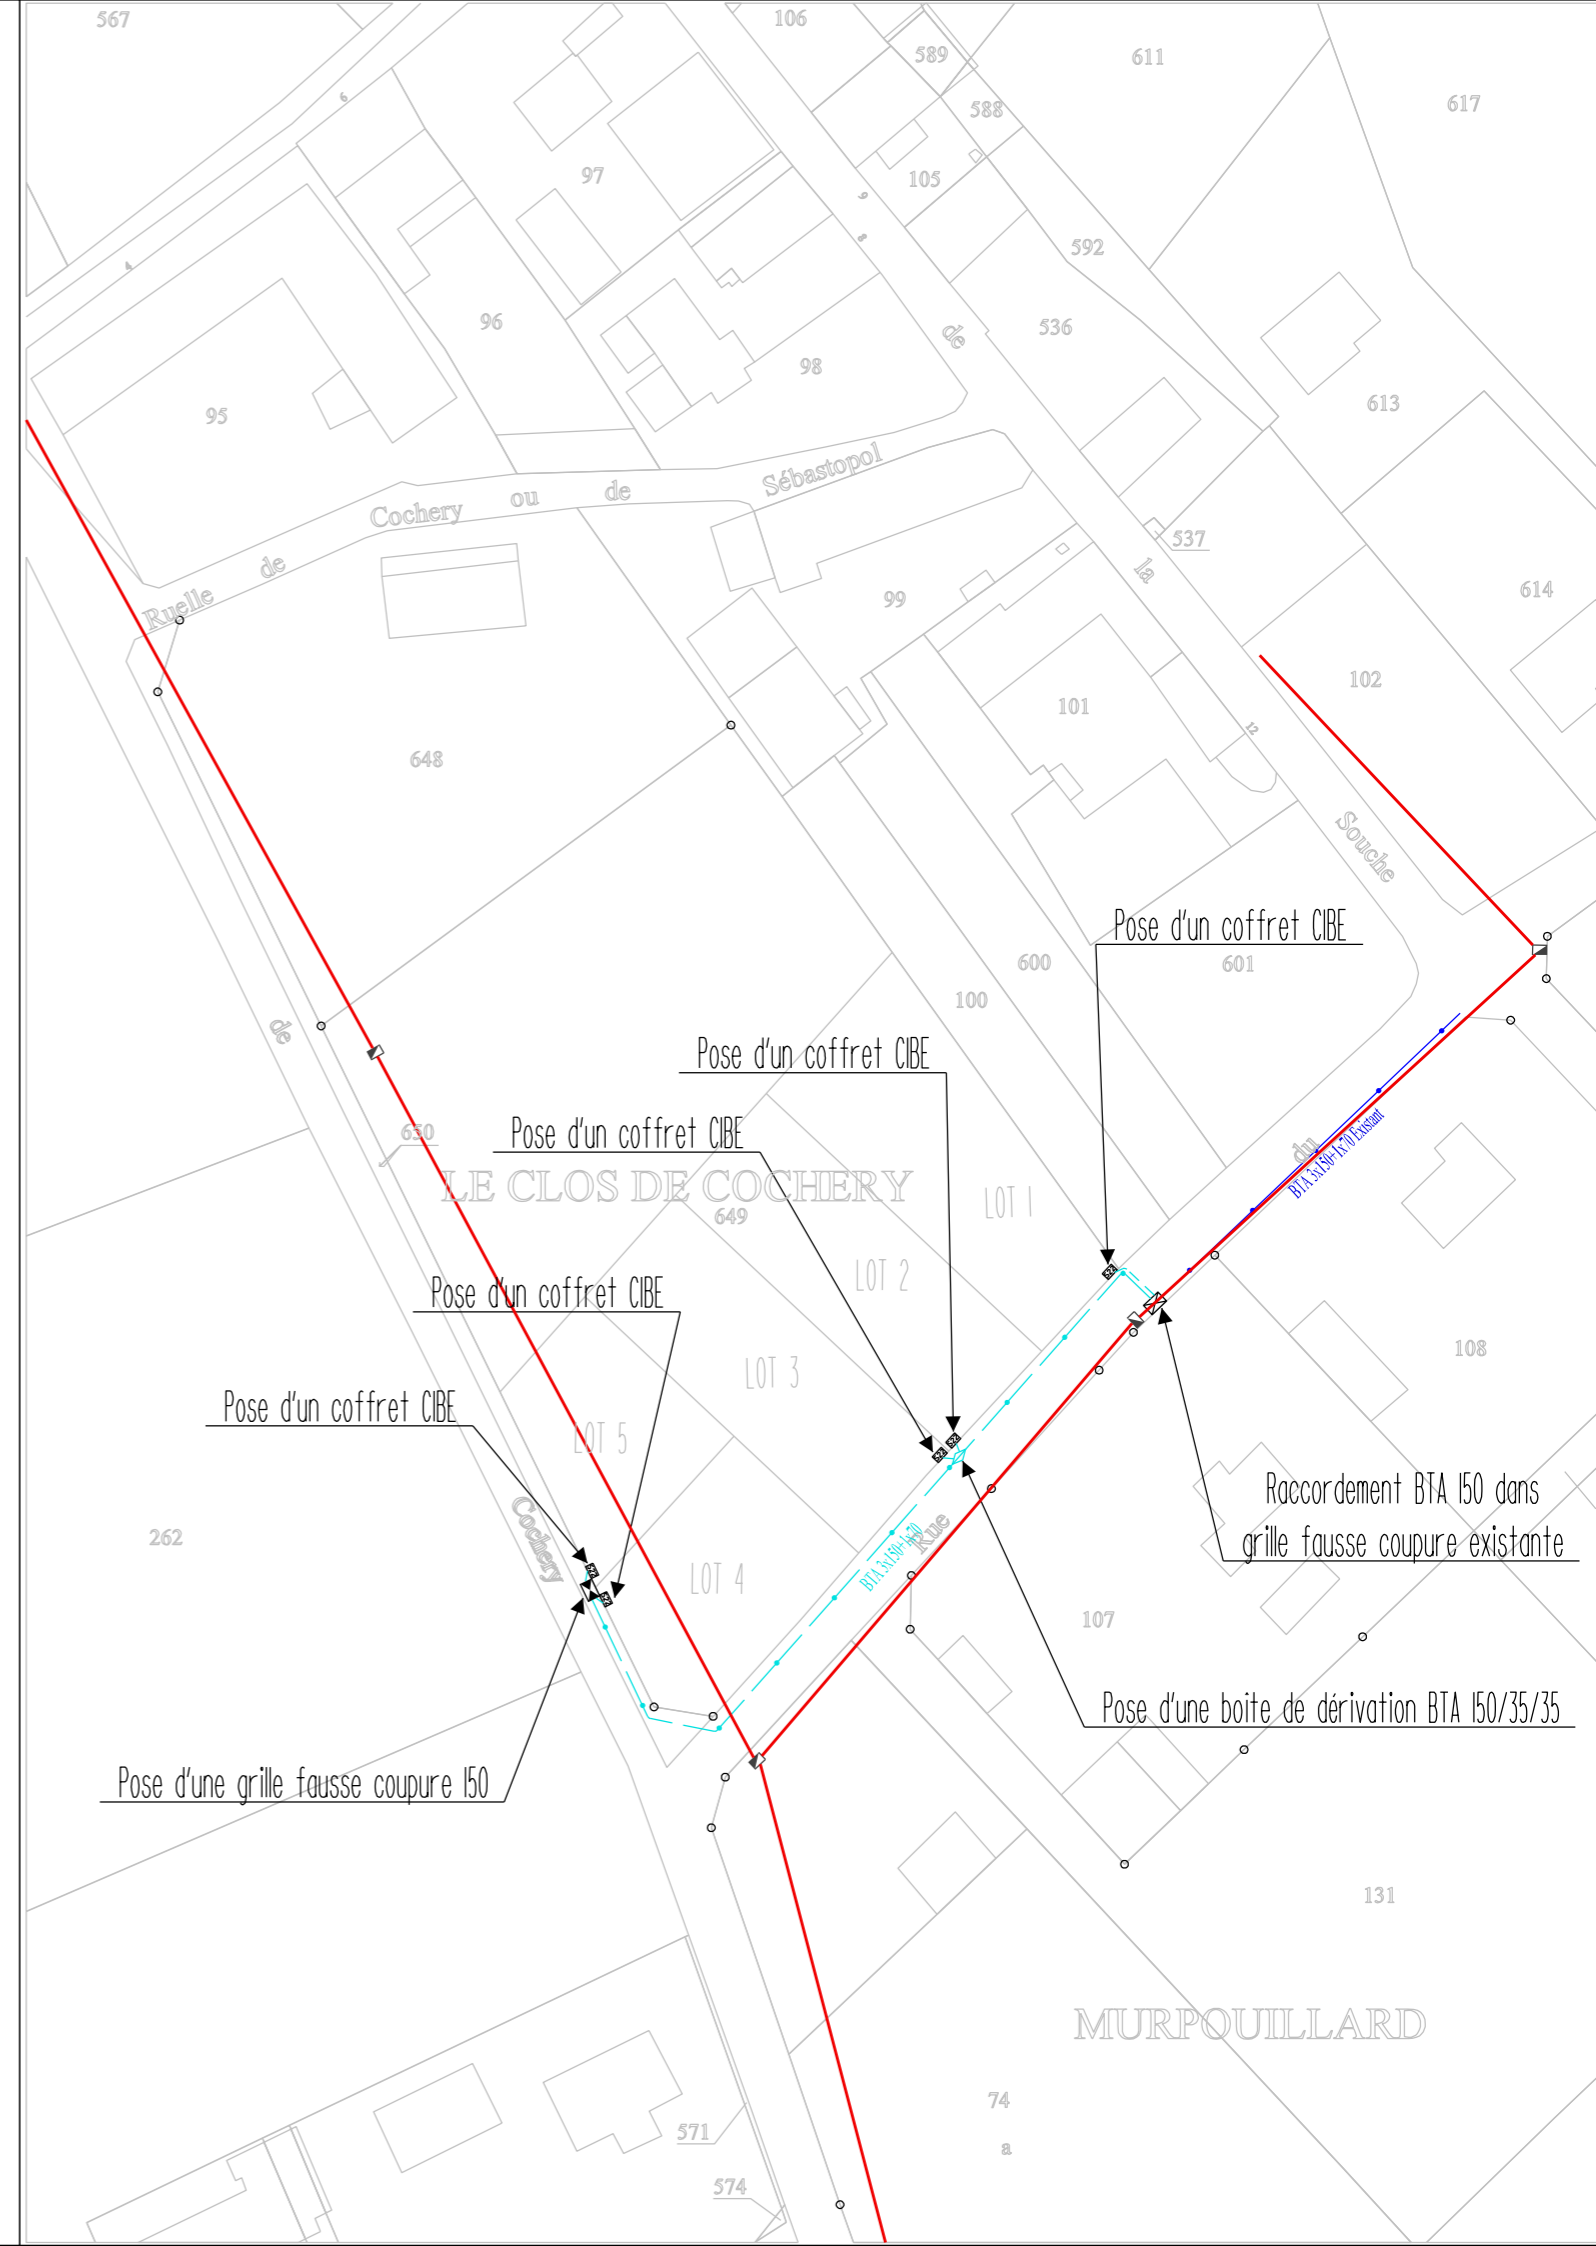 567
106
589
611
588
617
6
97
105
9
8
592
4
96
536
de
98
613
95
Sébastopol
de
ou
Cochery
537
de
la
Ruelle
99
614
102
101
12
648
Souche
Pose d'un coffret CIBE
600
601
100
de
Pose d'un coffret CIBE
Pose d'un coffret CIBE
650
du
BTA 3x150+1x70 Existant
LE CLOS DE COCHERY
649
LOT 1
LOT 2
Pose d'un coffret CIBE
LOT 3
108
Pose d'un coffret CIBE
LOT 5
Raccordement BTA 150 dans
grille fausse coupure existante
262
Cochery
Rue
BTA 3x150+1x70
LOT 4
107
Pose d'une boîte de dérivation BTA 150/35/35
Pose d'une grille fausse coupure 150
131
MURPOUILLARD
74
a
571
574